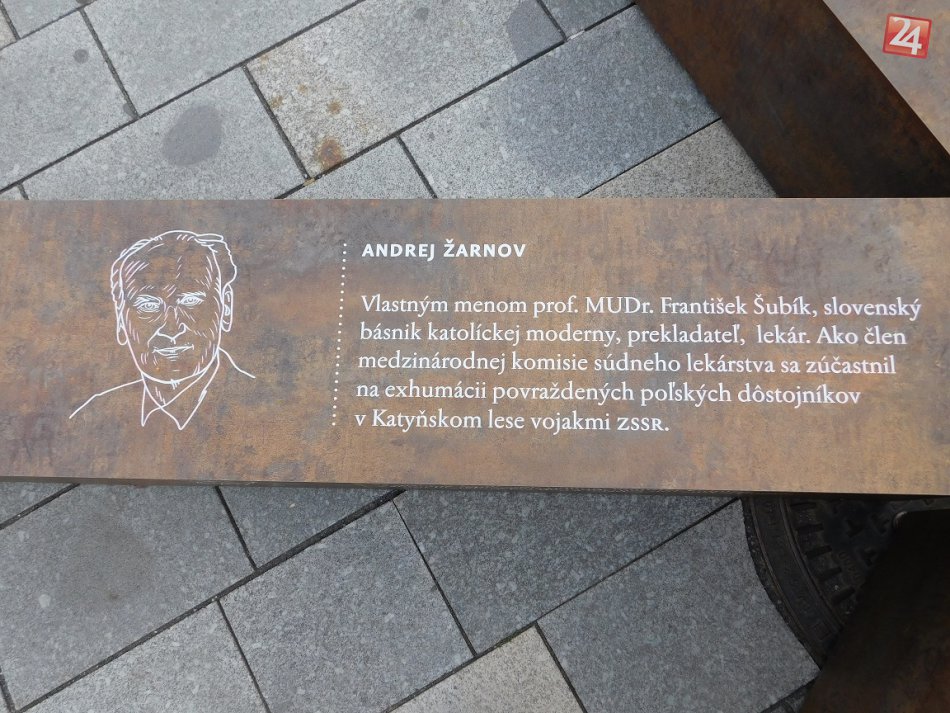 24
ANDREJ ŽARNOV
Vlastným menom prof. MUDr. František Šubík, slovenský
básnik katolíckej moderny, prekladateľ, lekár. Ako člen
medzinárodnej komisie súdneho lekárstva sa zúčastnil
na exhumácii povraždených poľských dôstojníkov
v Katyňskom lese vojakmi ZSSR.